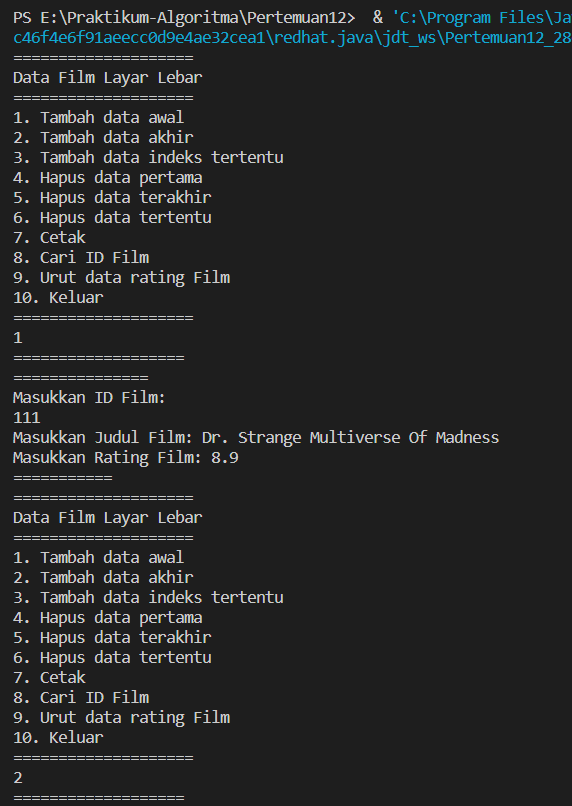 PS E:\Praktikum-Algoritma\Pertemuan12>  & 'C:\Program Files\Ja
c46f4e6f91aeecc0d9e4ae32cea1\redhat.java\jdt_ws\Pertemuan12_28
====================
Data Film Layar Lebar
====================
1. Tambah data awal
2. Tambah data akhir
3. Tambah data indeks tertentu
4. Hapus data pertama
5. Hapus data terakhir
6. Hapus data tertentu
7. Cetak
8. Cari ID Film
9. Urut data rating Film
10. Keluar
====================
1
===================
===============
Masukkan ID Film:
111
Masukkan Judul Film: Dr. Strange Multiverse Of Madness
Masukkan Rating Film: 8.9
===========
====================
Data Film Layar Lebar
====================
1. Tambah data awal
2. Tambah data akhir
3. Tambah data indeks tertentu
4. Hapus data pertama
5. Hapus data terakhir
6. Hapus data tertentu
7. Cetak
8. Cari ID Film
9. Urut data rating Film
10. Keluar
====================
2
===================